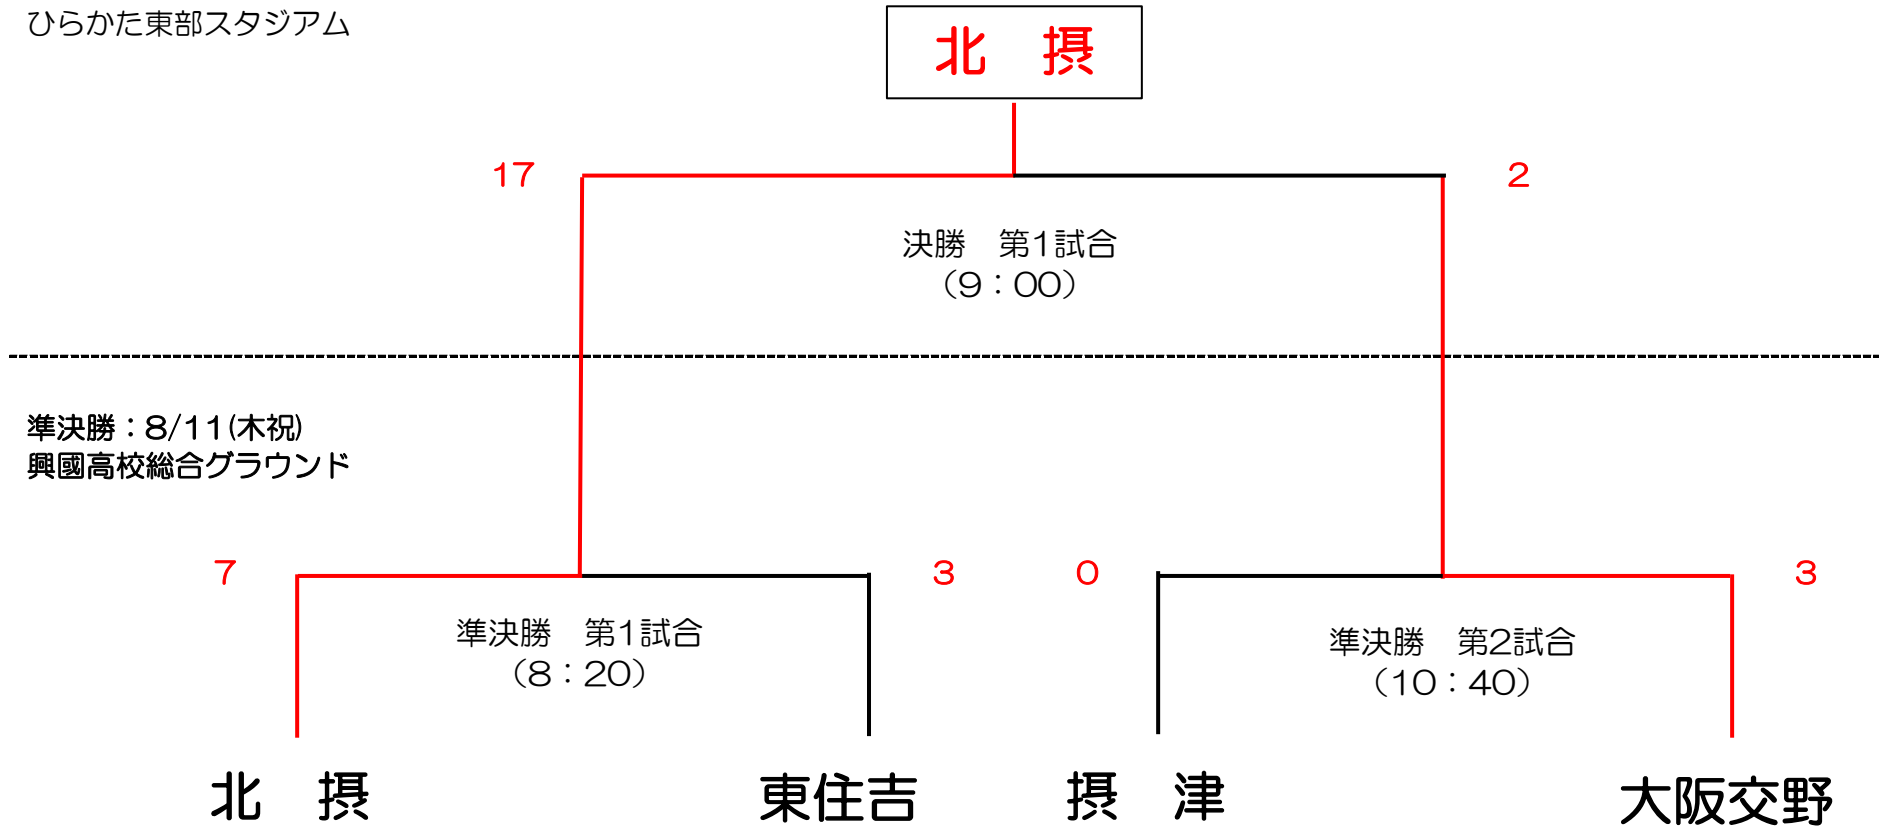 ひらかた東部スタジアム
北　摂
17
2
決勝　第1試合
（9：00）
準決勝：8/11(木祝)
興國高校総合グラウンド
7
3
0
3
準決勝　第1試合
（8：20）
準決勝　第2試合
（10：40）
北　摂
東住吉
摂　津
大阪交野